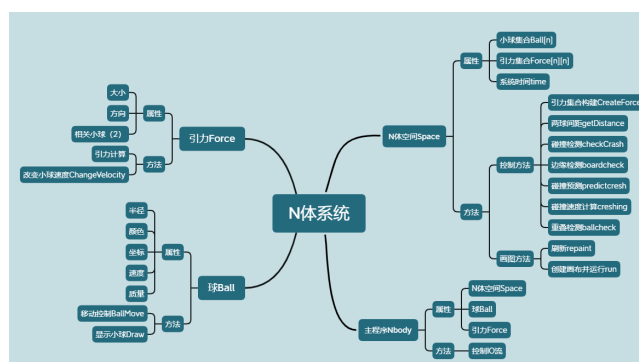 N体系统
引力Force
属性
大小
方向
相关小球（2）
方法
引力计算
改变小球速度ChangeVelocity
球Ball
属性
半径
颜色
坐标
速度
质量
方法
移动控制BallMove
显示小球Draw
N体空间Space
属性
小球集合Ball[n]
引力集合Force[n][n]
系统时间time
方法
控制方法
引力集合构建CreateForce
两球间距getDistance
碰撞检测checkCrash
边缘检测boardcheck
碰撞预测predictcresh
碰撞速度计算creshing
重叠检测ballcheck
画图方法
刷新repaint
创建画布并运行run
主程序Nbody
属性
N体空间Space
球Ball
引力Force
方法
控制IO流